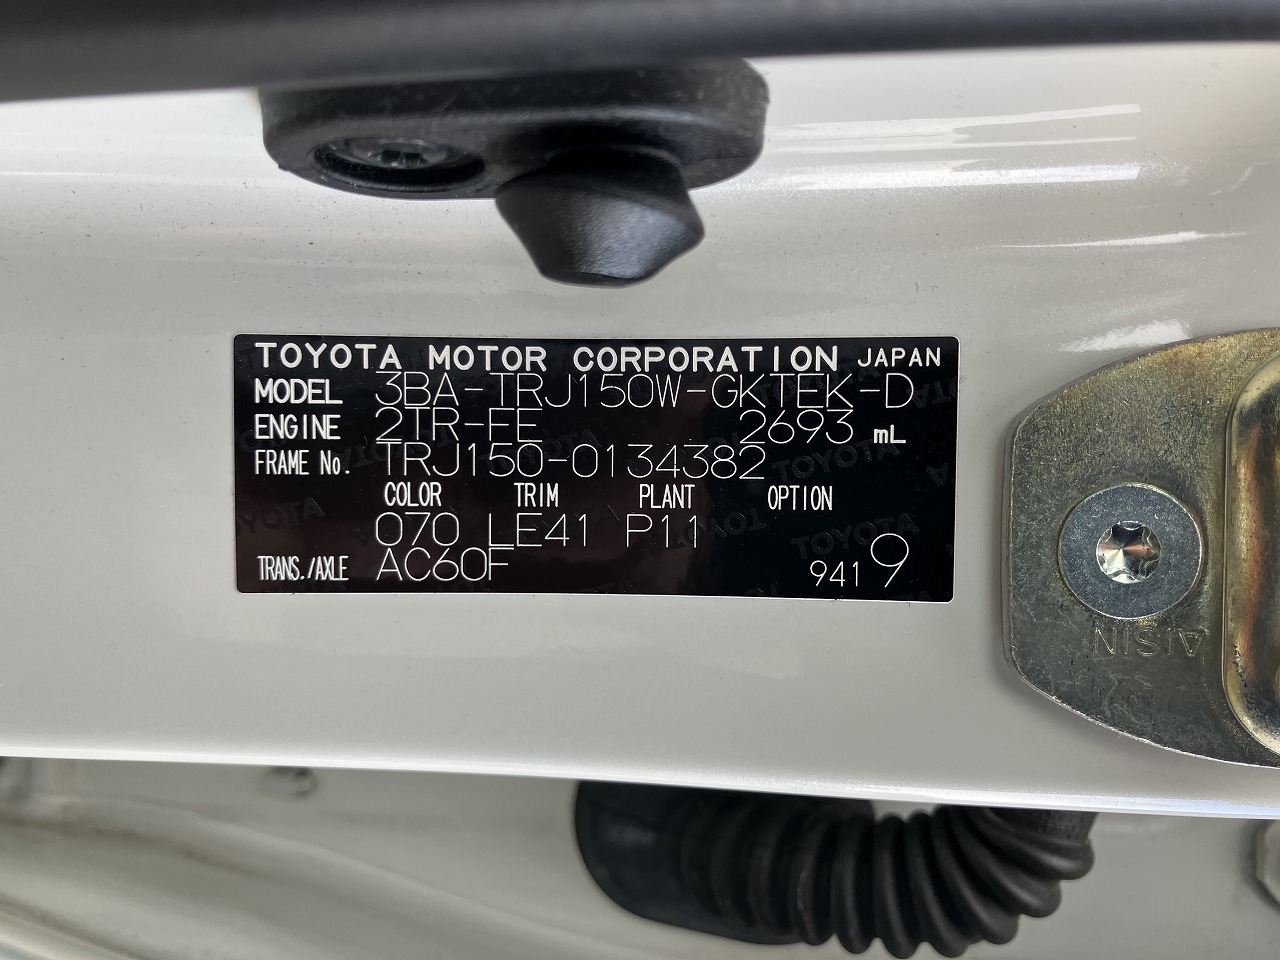 TOYOTA MOTOR CORPORATION JAPAN
MODEL 3BA-TRJ150W-GKTEK-D
ENGINE 2TR-FE 2693 mL
FRAME No. TRJ150-0134382
COLOR TRIM PLANT OPTION
070 LE41 P11
TRANS./AXLE AC60F 9419
AISIN